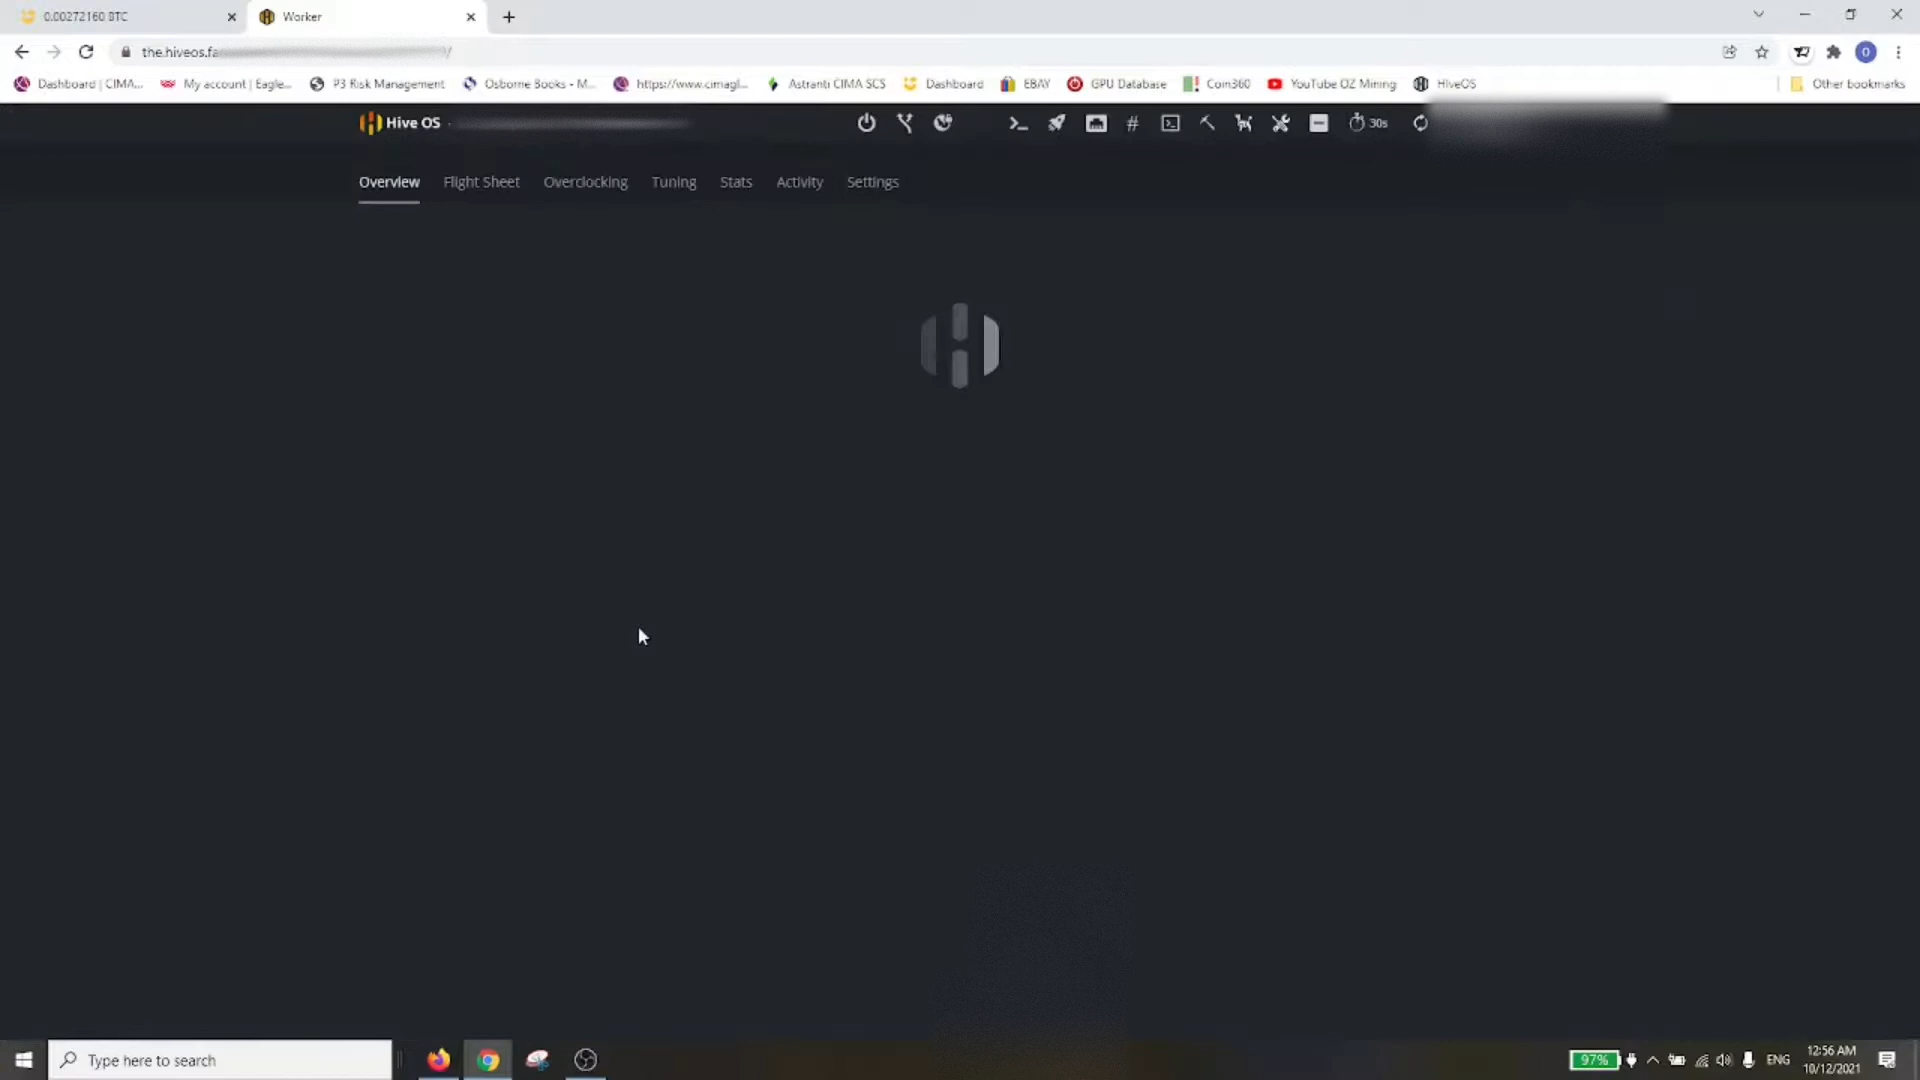 0.00272160 BTC
Worker
the.hiveos.fa
Dashboard | CIMA...
My account | Eagle...
P3 Risk Management
Osborne Books - M...
https://www.cimagl...
Astranti CIMA SCS
Dashboard
EBAY
GPU Database
Coin360
YouTube OZ Mining
HiveOS
Other bookmarks
Hive OS
30s
Overview
Flight Sheet
Overclocking
Tuning
Stats
Activity
Settings
Type here to search
97%
ENG
12:56 AM
10/12/2021